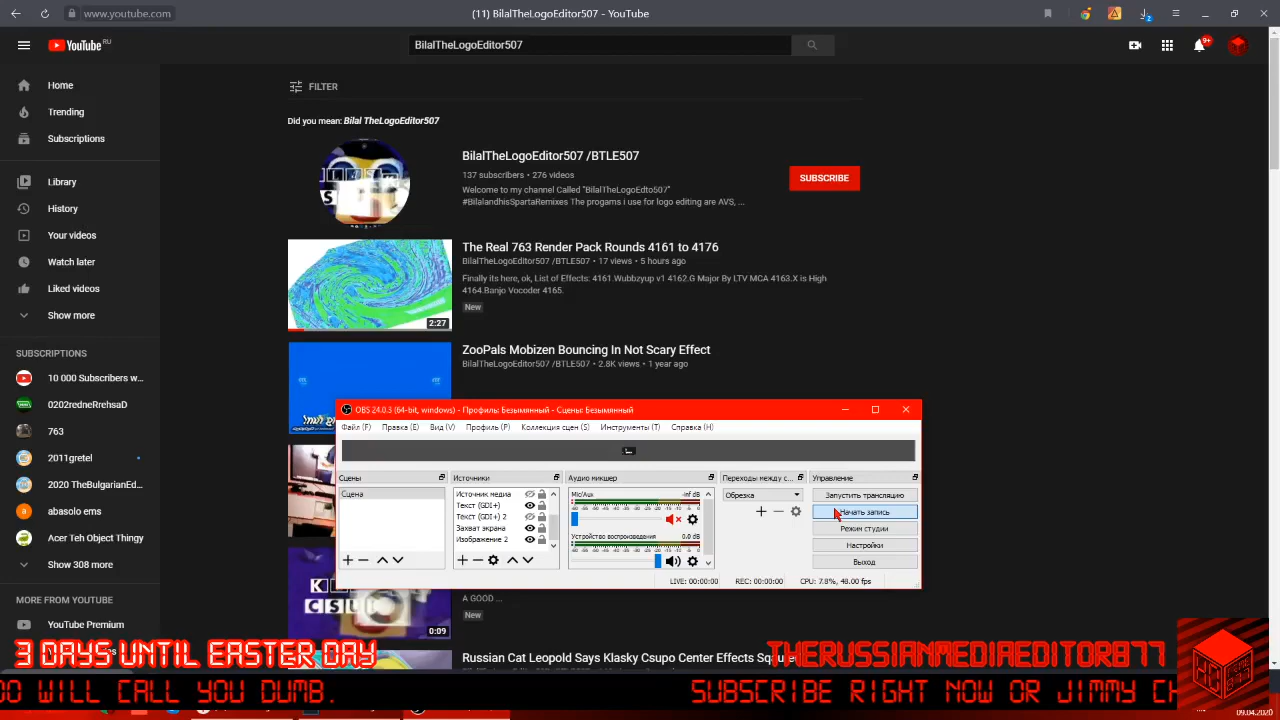 www.youtube.com
(11) BilalTheLogoEditor507 - YouTube
YouTube RU
BilalTheLogoEditor507
9+
Home
Trending
Subscriptions
Library
History
Your videos
Watch later
Liked videos
Show more
SUBSCRIPTIONS
10 000 Subscribers w...
0202redneRrehsaD
763
2011gretel
2020 TheBulgarianEd...
abasolo ems
Acer Teh Object Thingy
Show 308 more
MORE FROM YOUTUBE
YouTube Premium
FILTER
Did you mean: Bilal TheLogoEditor507
BilalTheLogoEditor507 /BTLE507
137 subscribers • 276 videos
Welcome to my channel Called "BilalTheLogoEdto507"
#BilalandhisSpartaRemixes The progams i use for logo editing are AVS, ...
SUBSCRIBE
The Real 763 Render Pack Rounds 4161 to 4176
BilalTheLogoEditor507 /BTLE507 • 17 views • 5 hours ago
Finally its here, ok, List of Effects: 4161.Wubbzyup v1 4162.G Major By LTV MCA 4163.X is High
4164.Banjo Vocoder 4165.
New
2:27
ZooPals Mobizen Bouncing In Not Scary Effect
BilalTheLogoEditor507 /BTLE507 • 2.8K views • 1 year ago
OBS 24.0.3 (64-bit, windows) - Профиль: Безымянный - Сцены: Безымянный
Файл (F) Правка (E) Вид (V) Профиль (P) Коллекция сцен (S) Инструменты (T) Справка (H)
Сцены
Сцена
Источники
Источник медиа
Текст (GDI+)
Текст (GDI+) 2
Захват экрана
Изображение 2
Аудио микшер
Mic/Aux -inf dB
Устройство воспроизведения 0.0 dB
Переходы между с...
Обрезка
Управление
Запустить трансляцию
Начать запись
Режим студии
Настройки
Выход
LIVE: 00:00:00 REC: 00:00:00 CPU: 7.8%, 48.00 fps
A GOOD ...
New
0:09
Russian Cat Leopold Says Klasky Csupo Center Effects
3 DAYS UNTIL EASTER DAY
THERUSSIANMEDIAEDITOR877
DO WILL CALL YOU DUMB.
SUBSCRIBE RIGHT NOW OR JIMMY CH
09.04.2020